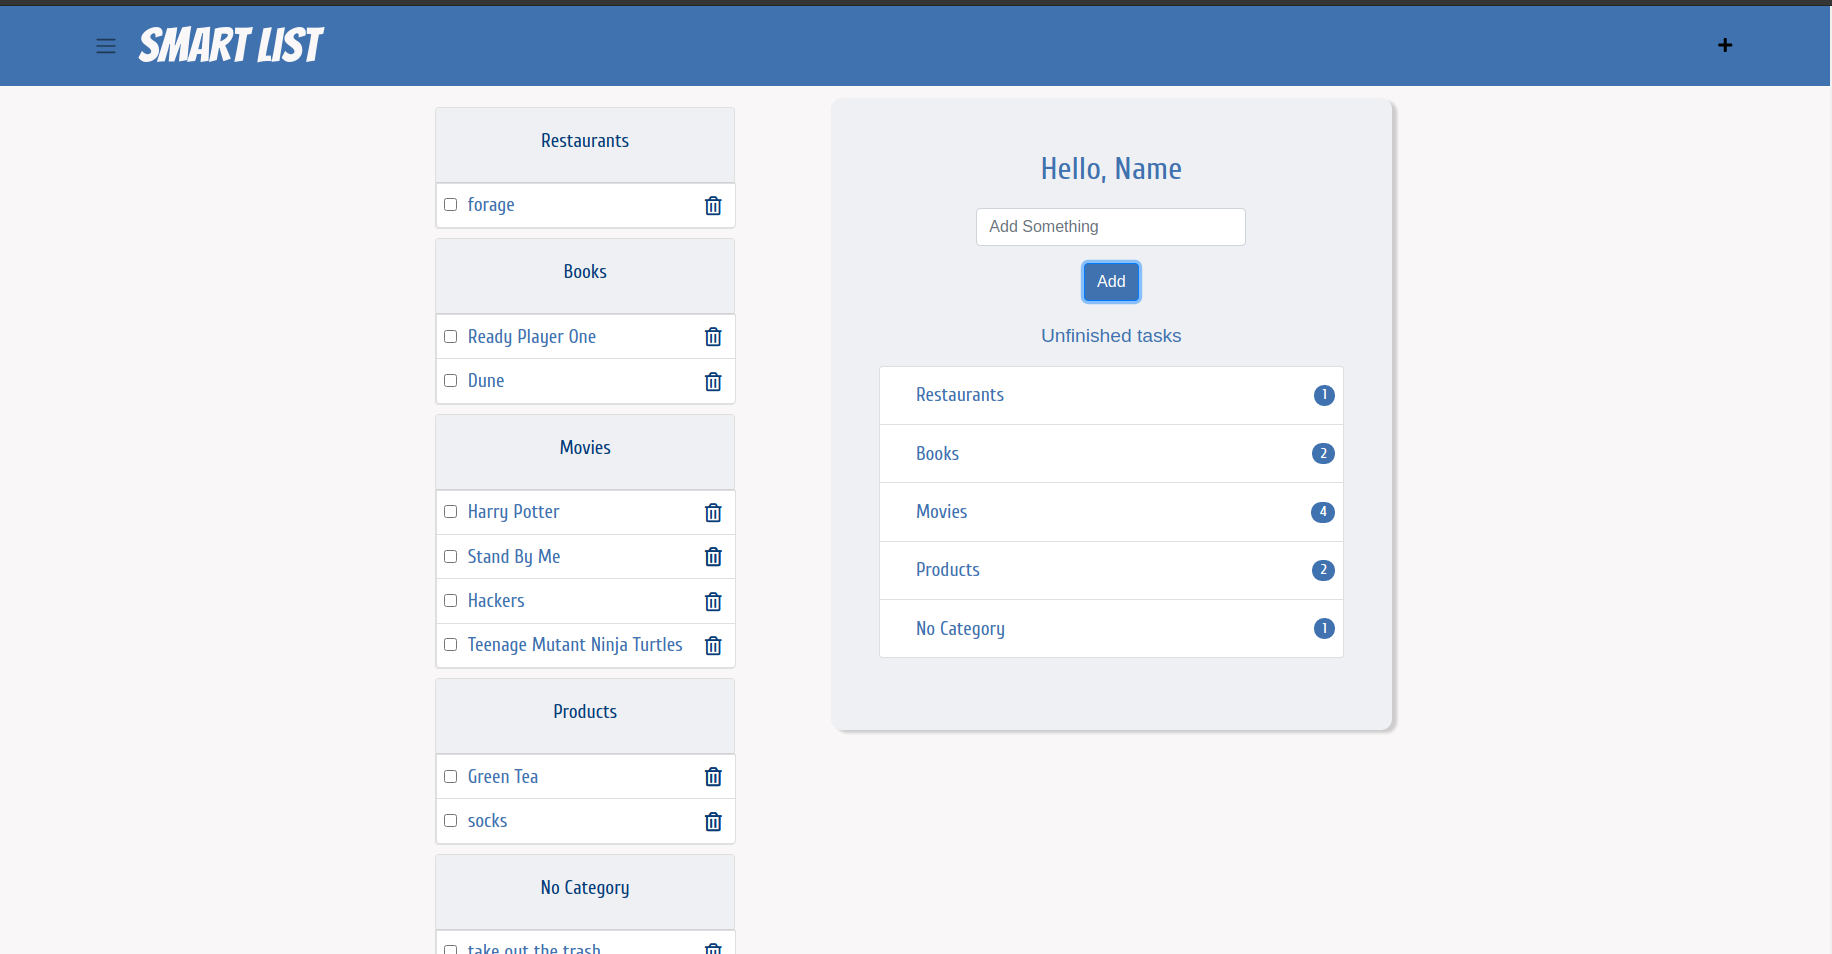 SMART LIST
Restaurants
forage
Books
Ready Player One
Dune
Movies
Harry Potter
Stand By Me
Hackers
Teenage Mutant Ninja Turtles
Products
Green Tea
socks
No Category
take out the trash
Hello, Name
Add Something
Add
Unfinished tasks
Restaurants 1
Books 2
Movies 4
Products 2
No Category 1